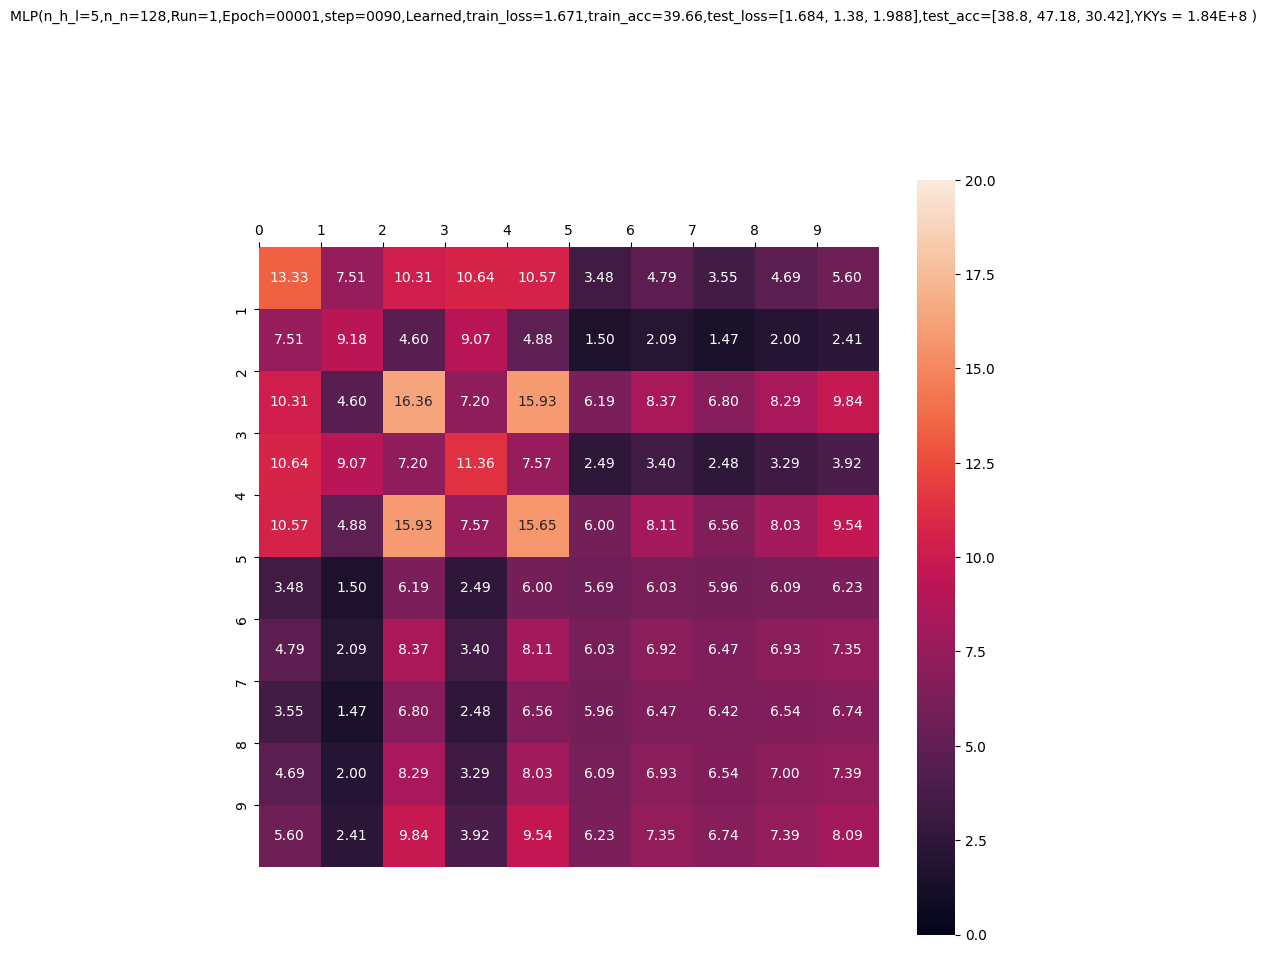 MLP(n_h_l=5,n_n=128,Run=1,Epoch=00001,step=0090,Learned,train_loss=1.671,train_acc=39.66,test_loss=[1.684, 1.38, 1.988],test_acc=[38.8, 47.18, 30.42],YKYs = 1.84E+8 )
0 1 2 3 4 5 6 7 8 9
13.33 7.51 10.31 10.64 10.57 3.48 4.79 3.55 4.69 5.60
1
7.51 9.18 4.60 9.07 4.88 1.50 2.09 1.47 2.00 2.41
2
10.31 4.60 16.36 7.20 15.93 6.19 8.37 6.80 8.29 9.84
3
10.64 9.07 7.20 11.36 7.57 2.49 3.40 2.48 3.29 3.92
4
10.57 4.88 15.93 7.57 15.65 6.00 8.11 6.56 8.03 9.54
5
3.48 1.50 6.19 2.49 6.00 5.69 6.03 5.96 6.09 6.23
6
4.79 2.09 8.37 3.40 8.11 6.03 6.92 6.47 6.93 7.35
7
3.55 1.47 6.80 2.48 6.56 5.96 6.47 6.42 6.54 6.74
8
4.69 2.00 8.29 3.29 8.03 6.09 6.93 6.54 7.00 7.39
9
5.60 2.41 9.84 3.92 9.54 6.23 7.35 6.74 7.39 8.09
20.0
17.5
15.0
12.5
10.0
7.5
5.0
2.5
0.0